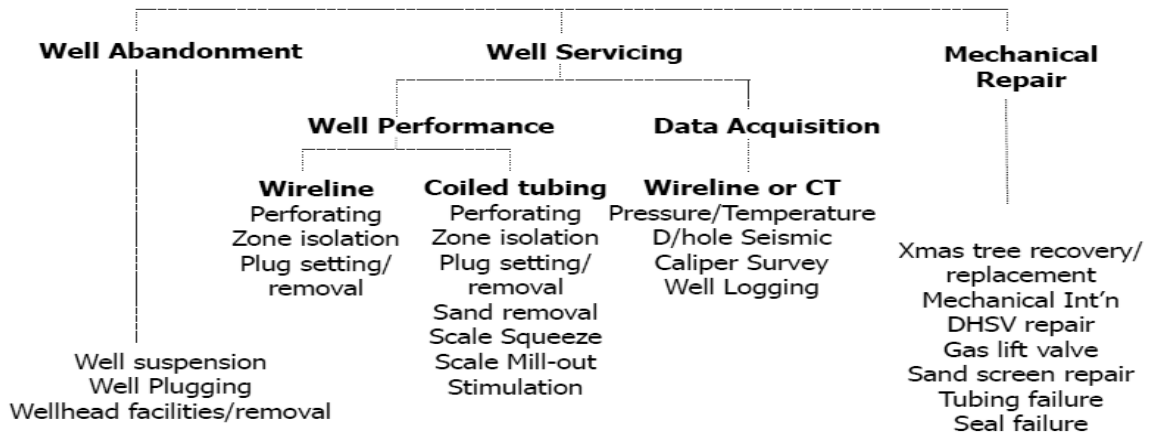 Well Abandonment
Well Servicing
Mechanical
Repair
Well Performance
Data Acquisition
Wireline
Perforating
Zone isolation
Plug setting/
removal
Coiled tubing
Perforating
Zone isolation
Plug setting/
removal
Sand removal
Scale Squeeze
Scale Mill-out
Stimulation
Wireline or CT
Pressure/Temperature
D/hole Seismic
Caliper Survey
Well Logging
Well suspension
Well Plugging
Wellhead facilities/removal
Xmas tree recovery/
replacement
Mechanical Int’n
DHSV repair
Gas lift valve
Sand screen repair
Tubing failure
Seal failure